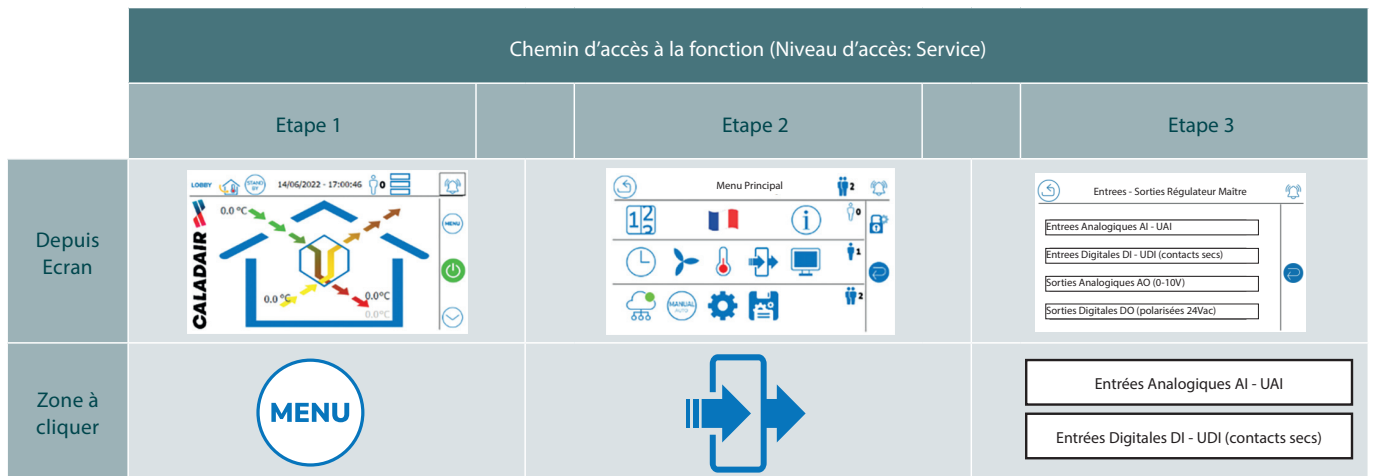 Chemin d'accès à la fonction (Niveau d'accès: Service)
Etape 1
Etape 2
Etape 3
Depuis
Ecran
LOBBY
STAND
BY
14/06/2022 - 17:00:46
0
CALADAIR
0.0 °C
0.0 °C
0.0°C
0.0°C
MENU
Menu Principal
2
12
2
i
0
1
MANUAL
AUTO
2
Entrees - Sorties Régulateur Maître
Entrees Analogiques AI - UAI
Entrees Digitales DI - UDI (contacts secs)
Sorties Analogiques AO (0-10V)
Sorties Digitales DO (polarisées 24Vac)
Zone à
cliquer
MENU
Entrées Analogiques AI - UAI
Entrées Digitales DI - UDI (contacts secs)